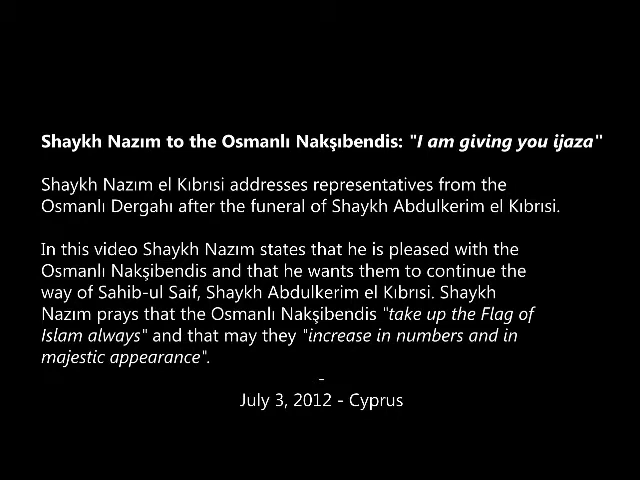 Shaykh Nazım to the Osmanlı Nakşıbendis: "I am giving you ijaza"
Shaykh Nazim el Kıbrısi addresses representatives from the
Osmanlı Dergahı after the funeral of Shaykh Abdulkerim el Kıbrısi.
In this video Shaykh Nazım states that he is pleased with the
Osmanlı Nakşibendis and that he wants them to continue the
way of Sahib-ul Saif, Shaykh Abdulkerim el Kıbrısi. Shaykh
Nazım prays that the Osmanlı Nakşibendis "take up the Flag of
Islam always" and that may they "increase in numbers and in
majestic appearance".
-
July 3, 2012 - Cyprus